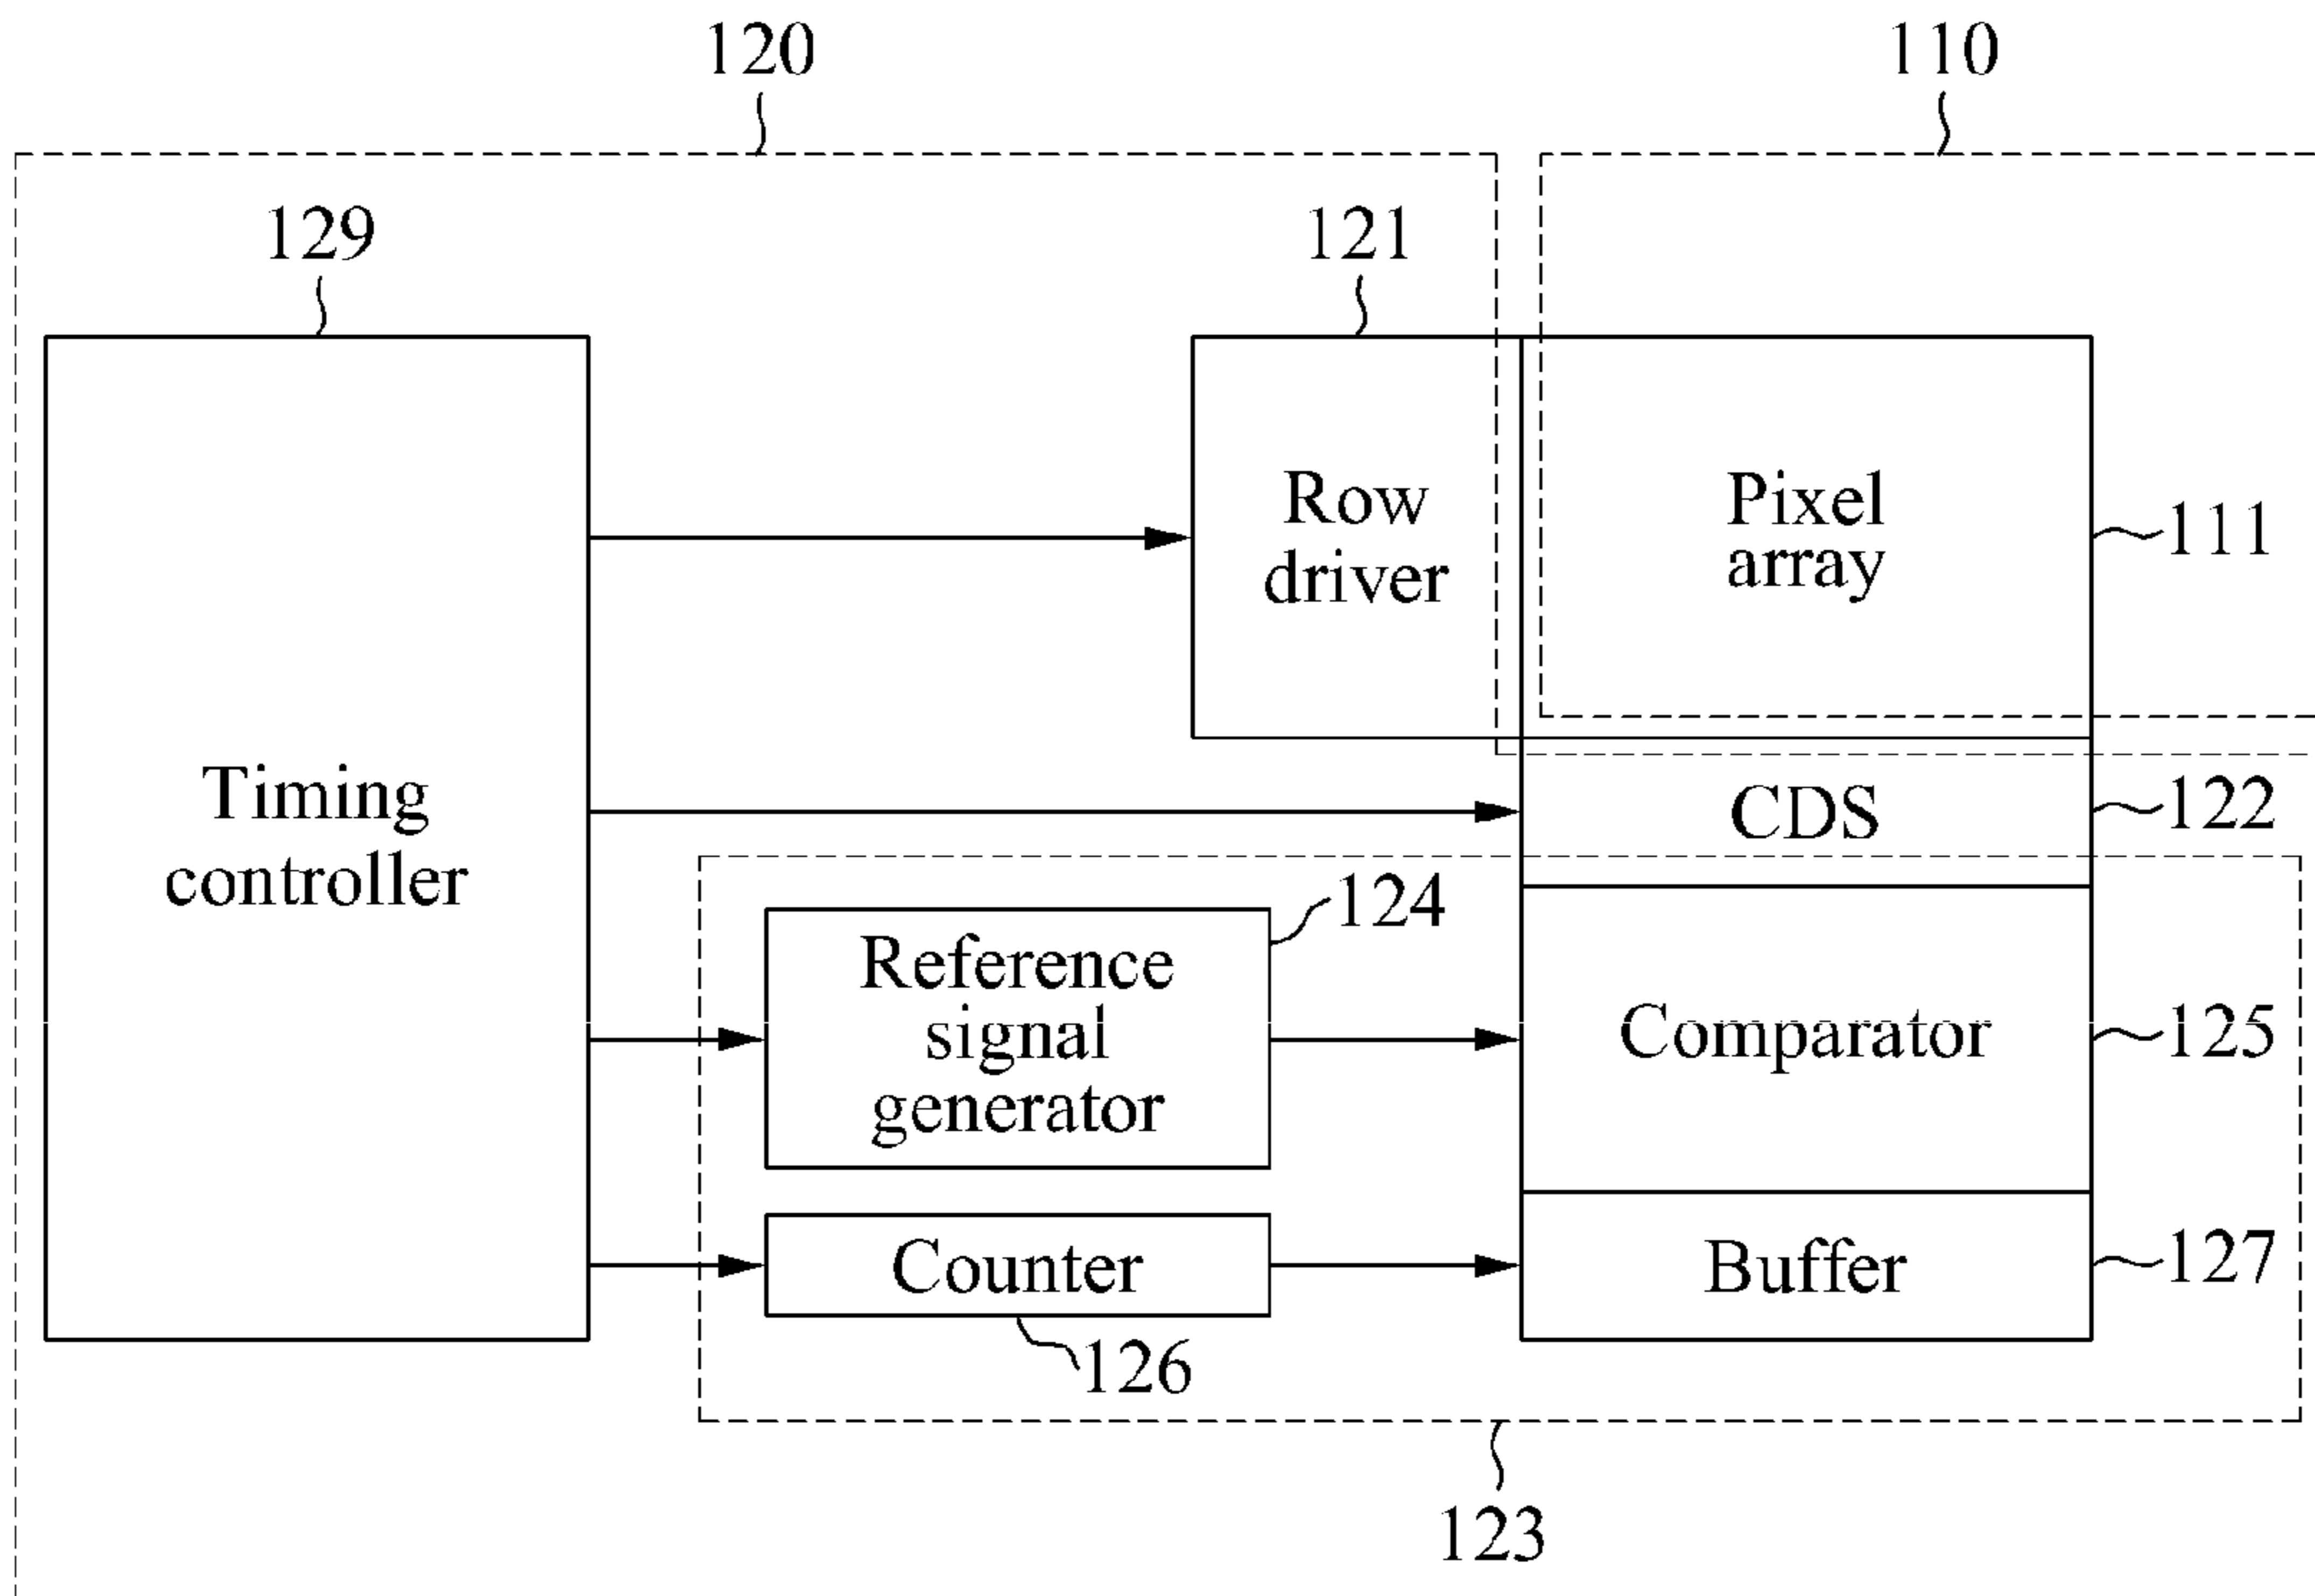 120
110
129
121
Row
driver
Pixel
array
111
Timing
controller
CDS
122
124
Reference
signal
generator
Comparator
125
Counter
Buffer
127
126
123